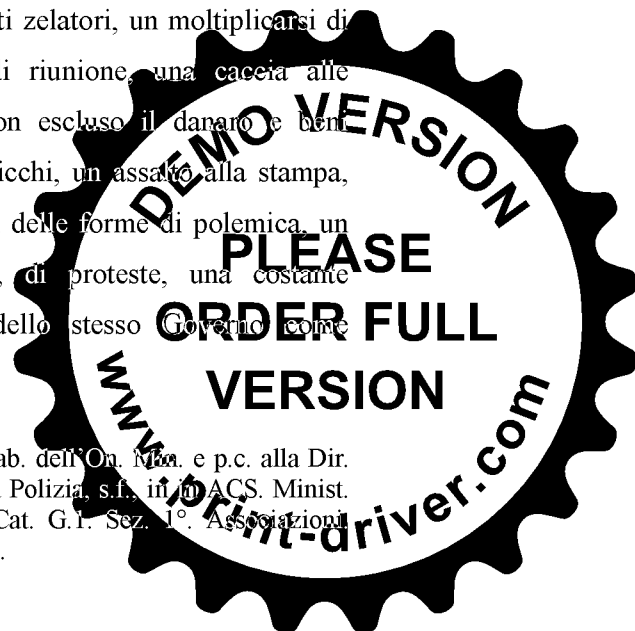 ti zelatori, un moltiplicarsi di
i riunione, una caccia alle
on escluso il danaro e beni
icchi, un assalto alla stampa,
delle forme di polemica, un
, di proteste, una costante
dello stesso Governo come
ab. dell'On. Min. e p.c. alla Dir.
Polizia, s.f., in in ACS. Minist.
Cat. G.1. Sez. 1°. Associazioni.
.
DEMO VERSION
PLEASE
ORDER FULL
VERSION
www.print-driver.com